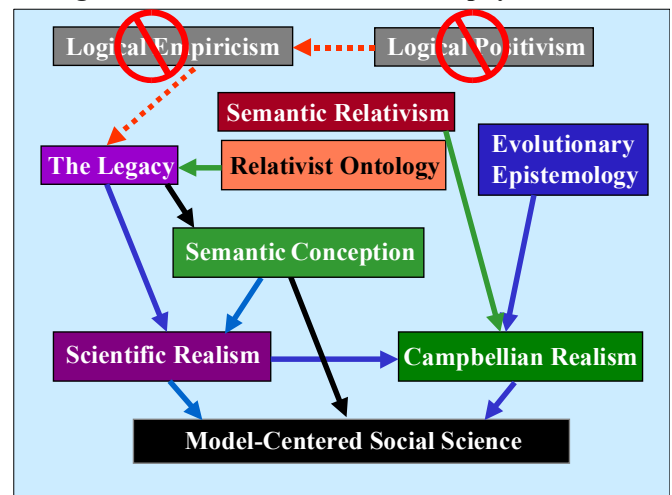 Logical Empiricism
Logical Positivism
Semantic Relativism
Evolutionary
Epistemology
The Legacy
Relativist Ontology
Semantic Conception
Scientific Realism
Campbellian Realism
Model-Centered Social Science